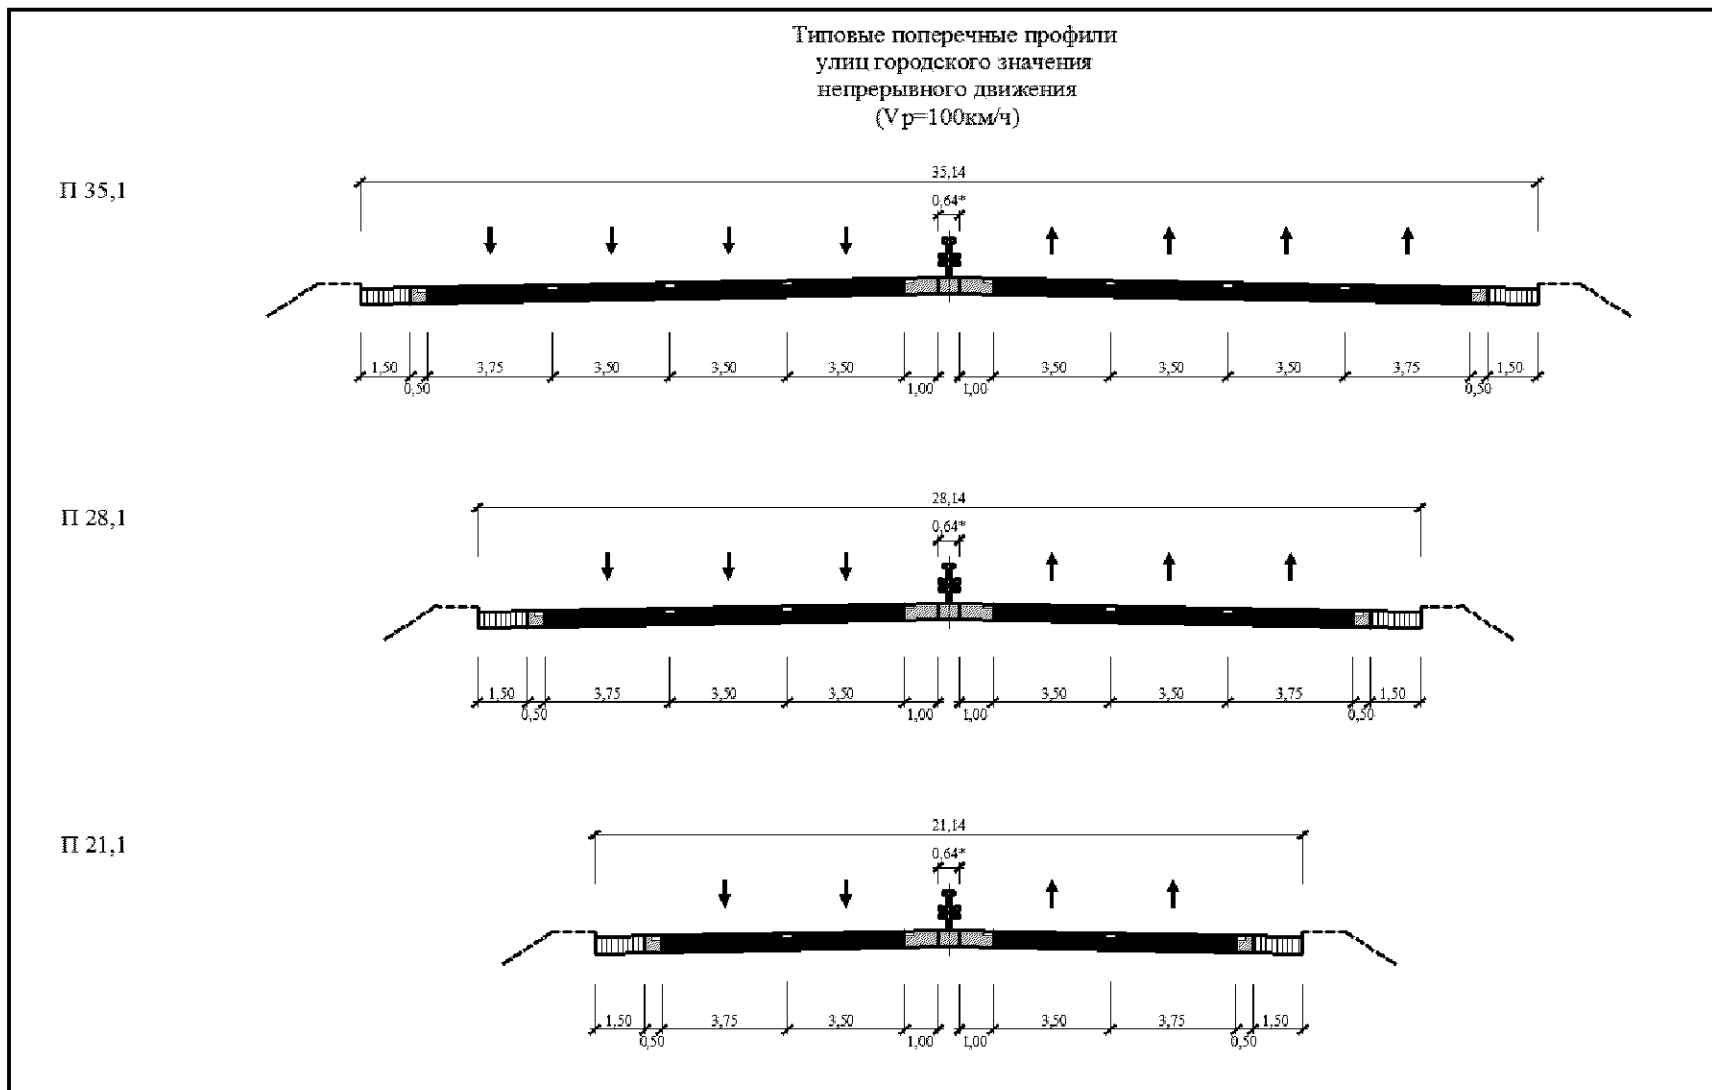 Типовые поперечные профили
улиц городского значения
непрерывного движения
(Vр=100км/ч)
П 35,1
35,14
0,64*
1,50 3,75 3,50 3,50 3,50 3,50 3,50 3,50 3,75 1,50
0,50 1,00 1,00 0,50
П 28,1
28,14
0,64*
1,50 3,75 3,50 3,50 3,50 3,50 3,75 1,50
0,50 1,00 1,00 0,50
П 21,1
21,14
0,64*
1,50 3,75 3,50 3,50 3,75 1,50
0,50 1,00 1,00 0,50